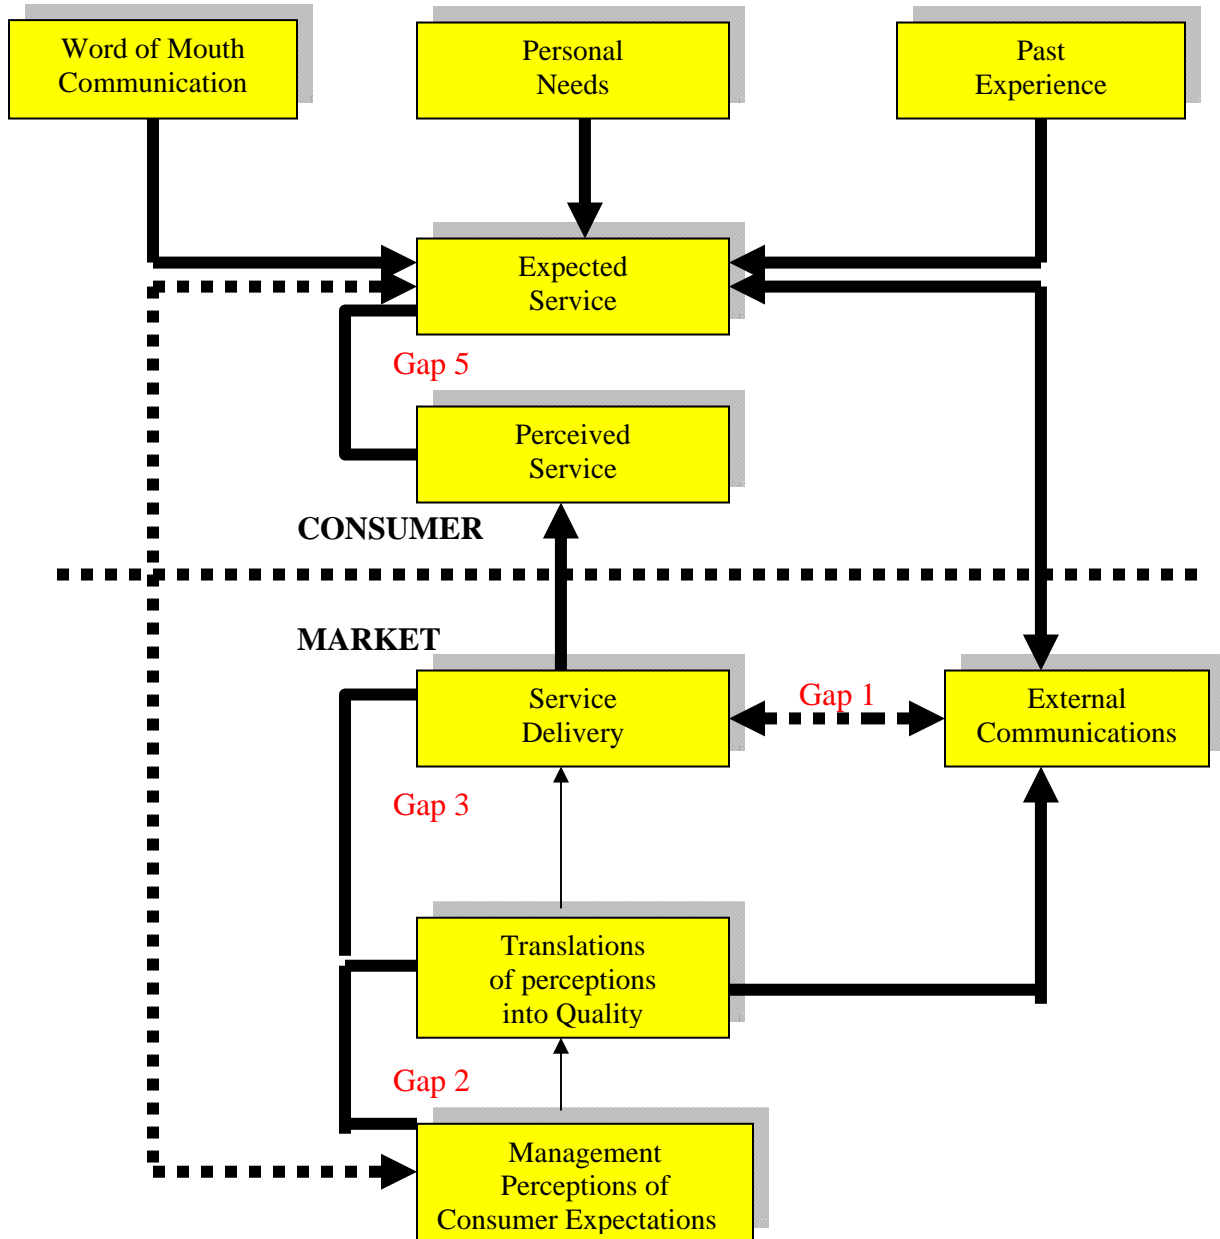 Word of Mouth
Communication
Personal
Needs
Past
Experience
Expected
Service
Gap 5
Perceived
Service
CONSUMER
MARKET
Service
Delivery
Gap 1
External
Communications
Gap 3
Translations
of perceptions
into Quality
Gap 2
Management
Perceptions of
Consumer Expectations